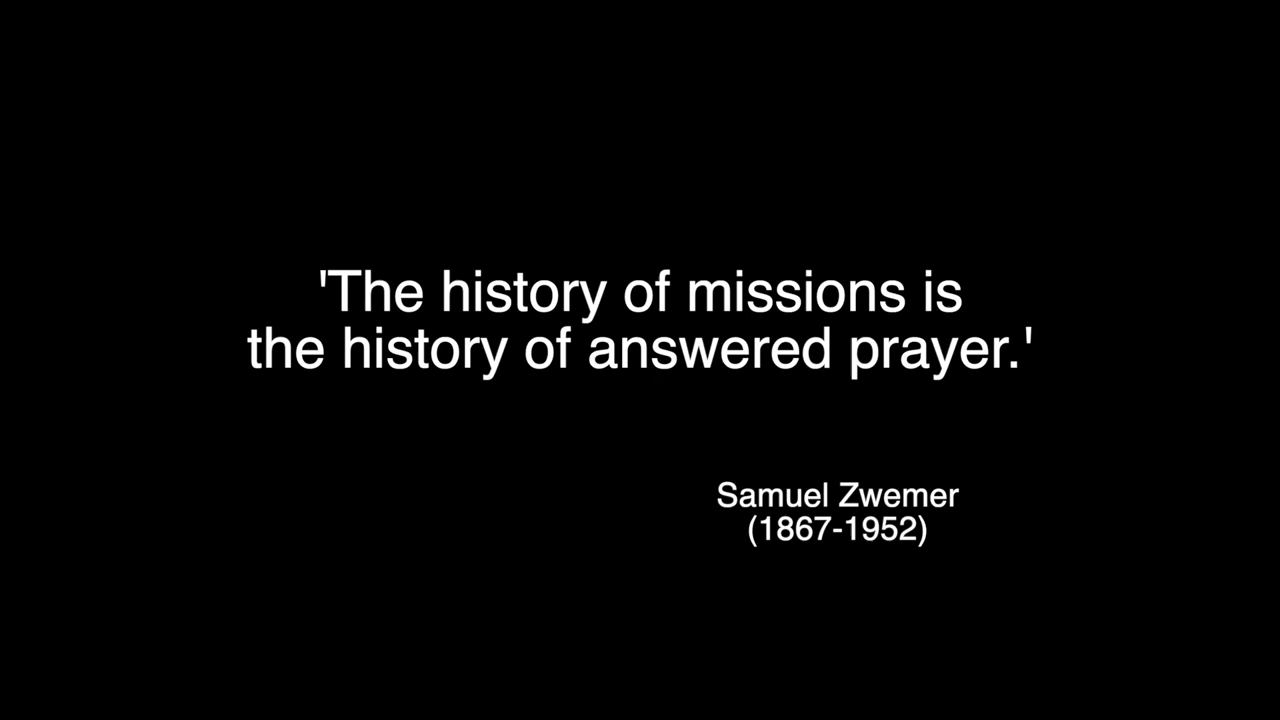 'The history of missions is
the history of answered prayer.'
Samuel Zwemer
(1867-1952)